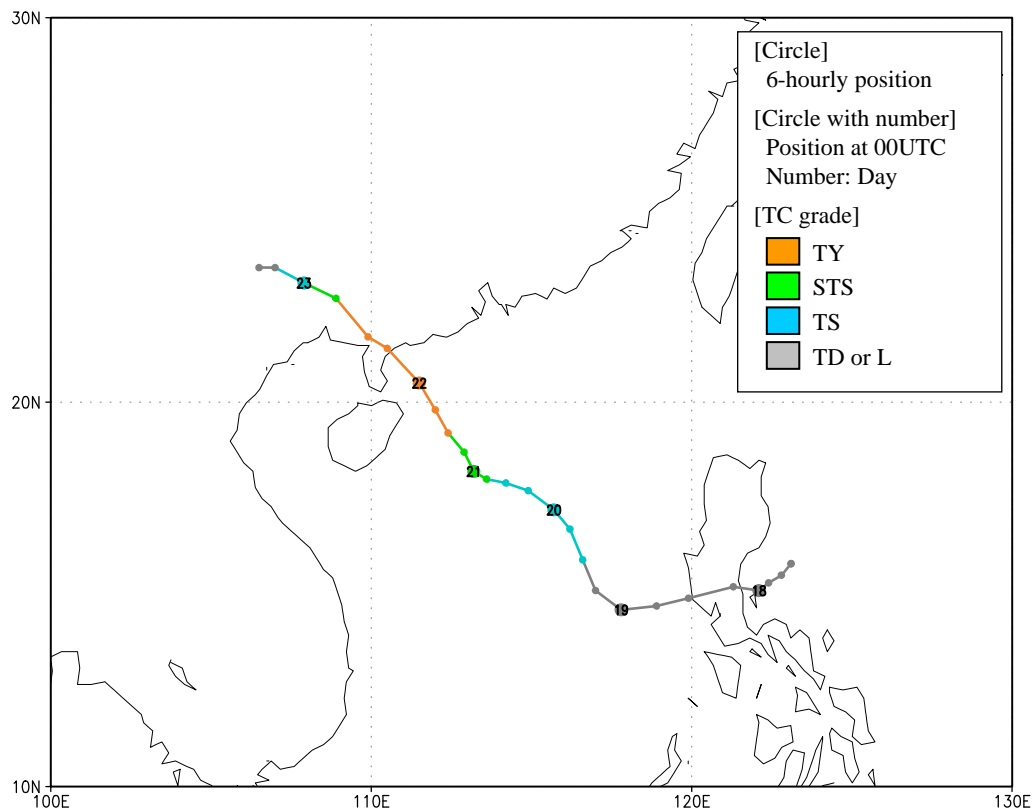 30N
[Circle]
6-hourly position
[Circle with number]
Position at 00UTC
Number: Day
[TC grade]
TY
STS
TS
TD or L
23
22
20N
21
20
19
18
10N
100E
110E
120E
130E